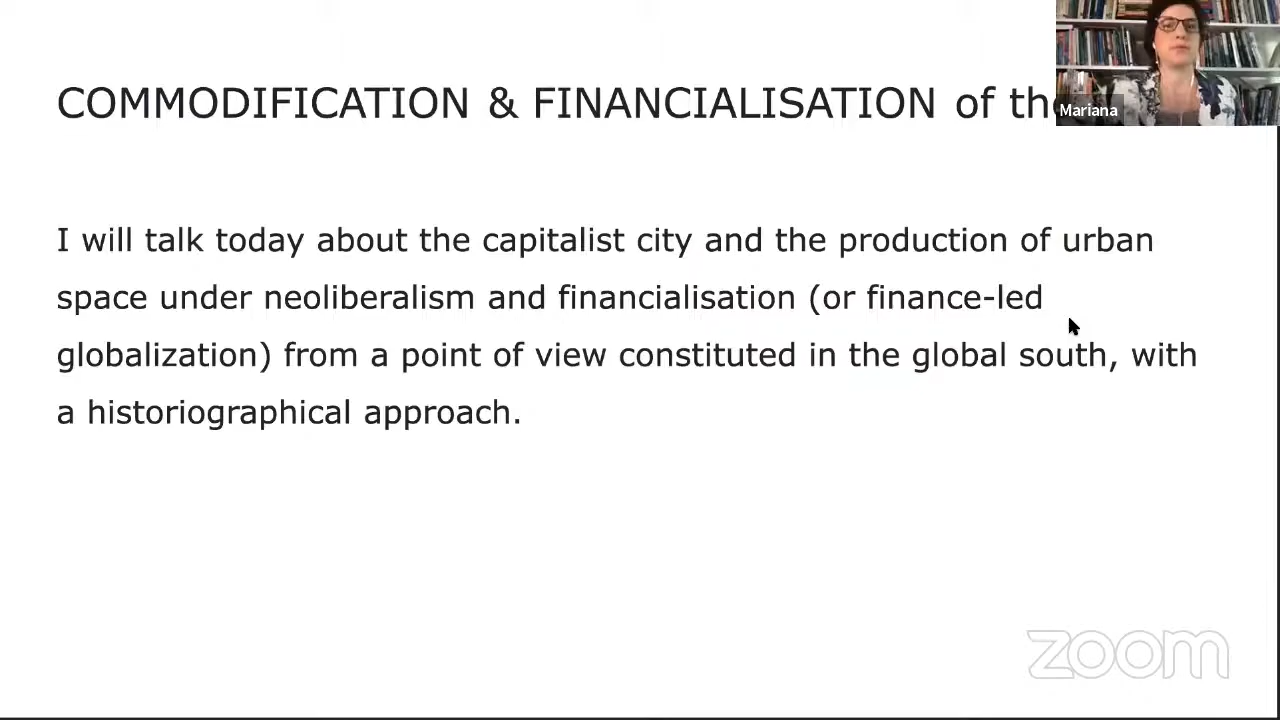 COMMODIFICATION & FINANCIALISATION of the
Mariana
I will talk today about the capitalist city and the production of urban
space under neoliberalism and financialisation (or finance-led
globalization) from a point of view constituted in the global south, with
a historiographical approach.
zoom